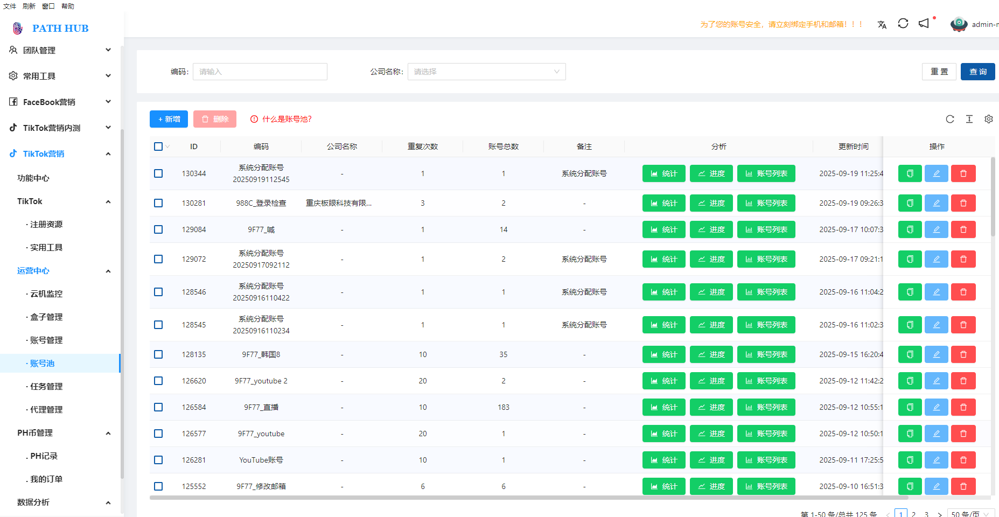 文件 刷新 窗口 帮助
PATH HUB
为了您的账号安全，请立刻绑定手机和邮箱！！！
admin-m
团队管理
常用工具
FaceBook营销
TikTok营销内测
TikTok营销
功能中心
TikTok
· 注册资源
· 实用工具
运营中心
· 云机监控
· 盒子管理
· 账号管理
· 账号池
· 任务管理
· 代理管理
PH币管理
. PH记录
. 我的订单
数据分析
编码: 请输入 公司名称: 请选择 重 置 查 询
+ 新增 删除 什么是账号池？
ID 编码 公司名称 重复次数 账号总数 备注 分析 更新时间 操作
130344 系统分配账号 20250919112545 - 1 1 系统分配账号 统计 进度 账号列表 2025-09-19 11:25:4
130281 988C_登录检查 重庆板眼科技有限... 3 2 - 统计 进度 账号列表 2025-09-19 09:26:3
129084 9F77_喊 - 1 14 - 统计 进度 账号列表 2025-09-17 10:07:3
129072 系统分配账号 20250917092112 - 1 2 系统分配账号 统计 进度 账号列表 2025-09-17 09:21:1
128546 系统分配账号 20250916110422 - 1 1 系统分配账号 统计 进度 账号列表 2025-09-16 11:04:2
128545 系统分配账号 20250916110234 - 1 1 系统分配账号 统计 进度 账号列表 2025-09-16 11:02:3
128135 9F77_韩国8 - 10 35 - 统计 进度 账号列表 2025-09-15 16:20:4
126620 9F77_youtube 2 - 20 2 - 统计 进度 账号列表 2025-09-12 11:42:2
126584 9F77_直播 - 10 183 - 统计 进度 账号列表 2025-09-12 10:55:1
126577 9F77_youtube - 20 1 - 统计 进度 账号列表 2025-09-12 10:50:1
126281 YouTube账号 - 10 1 - 统计 进度 账号列表 2025-09-11 17:25:5
125552 9F77_修改邮箱 - 6 6 - 统计 进度 账号列表 2025-09-10 16:51:3
第 1-50 条/总共 125 条 < 1 2 3 > 50 条/页